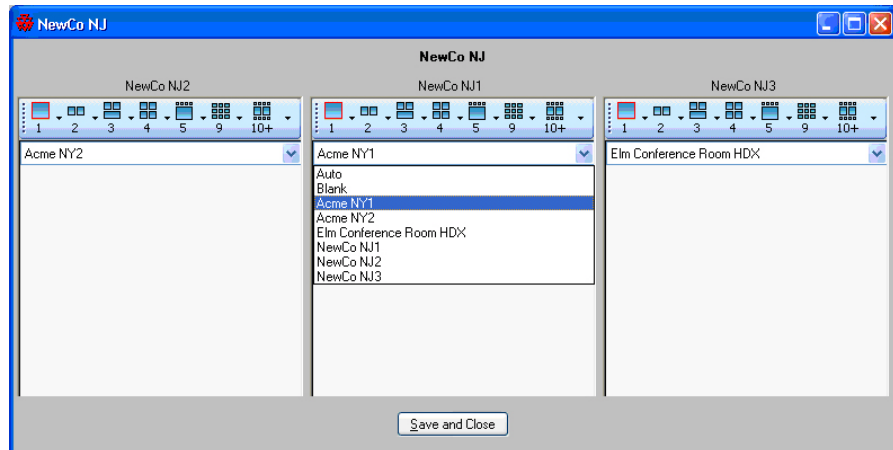 NewCo NJ
NewCo NJ
NewCo NJ2 NewCo NJ1 NewCo NJ3
1 2 3 4 5 9 10+ 1 2 3 4 5 9 10+ 1 2 3 4 5 9 10+
Acme NY2 Acme NY1 Elm Conference Room HDX
Auto
Blank
Acme NY1
Acme NY2
Elm Conference Room HDX
NewCo NJ1
NewCo NJ2
NewCo NJ3
Save and Close